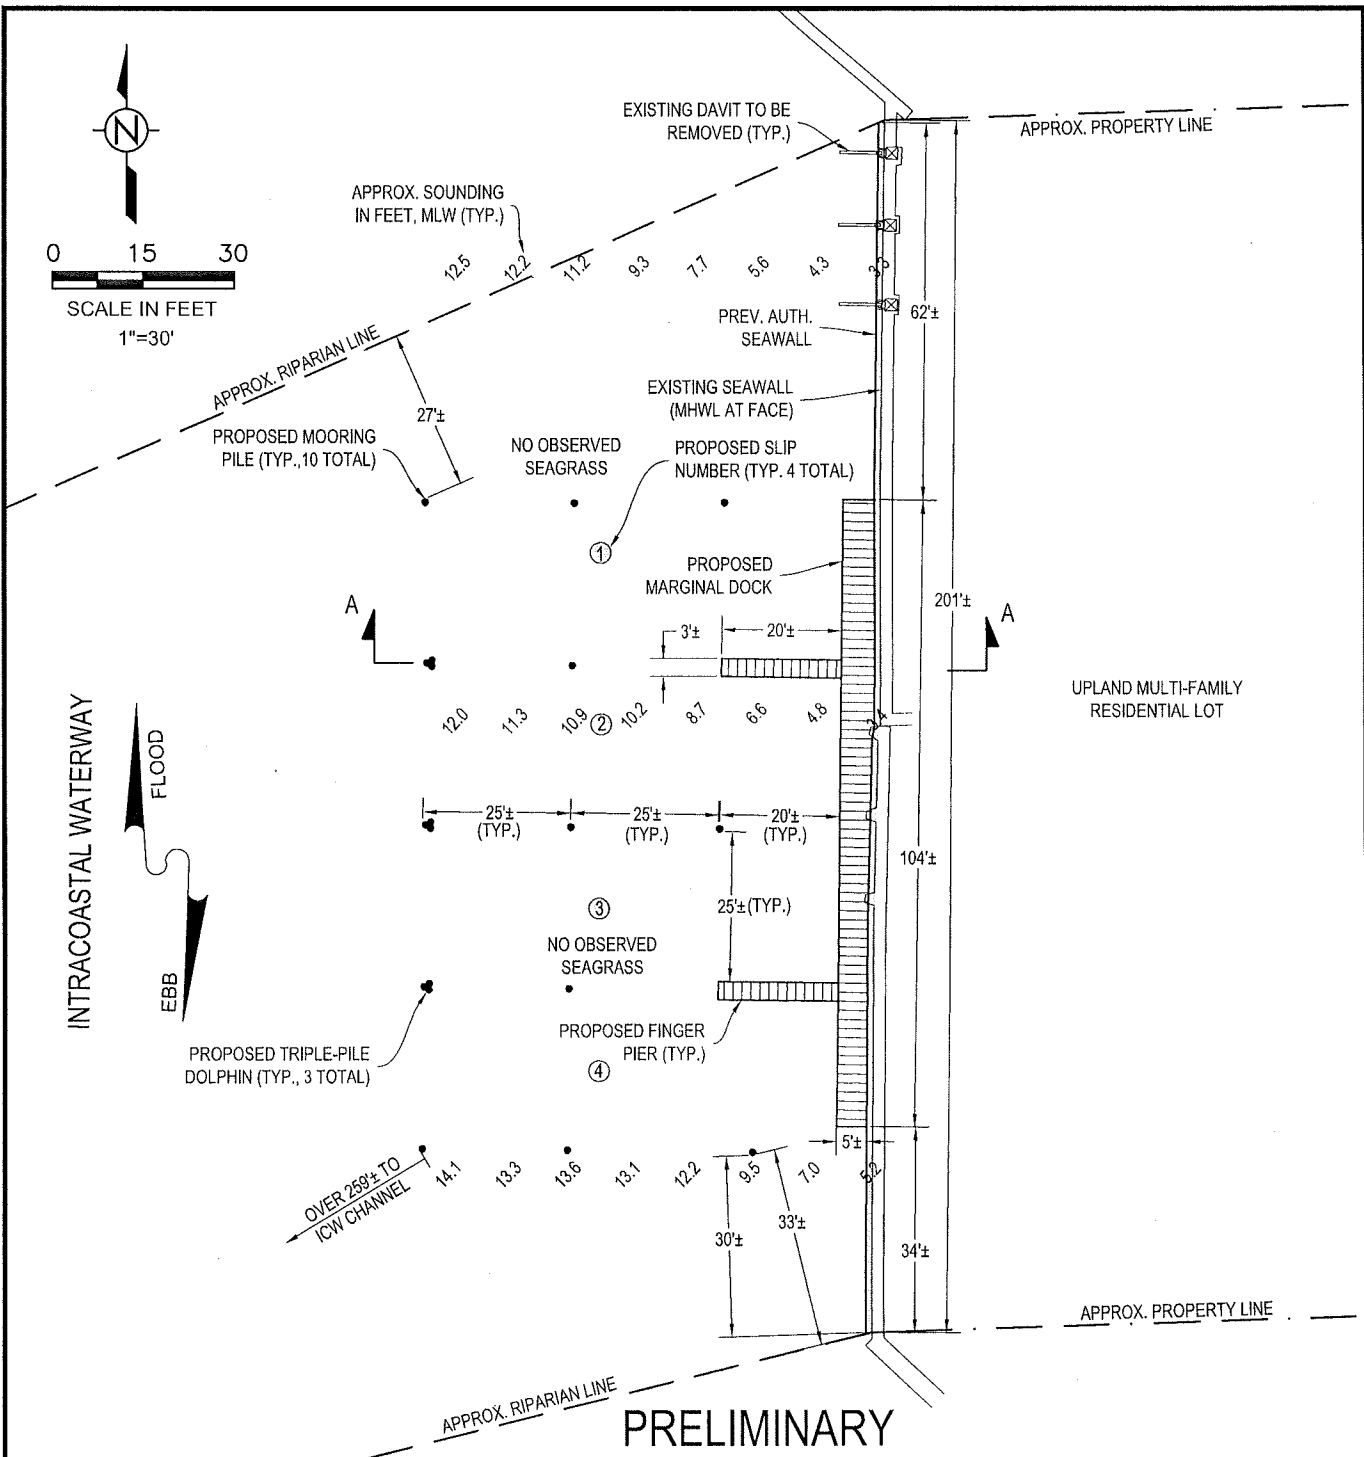 EXISTING DAVIT TO BE
REMOVED (TYP.)
APPROX. PROPERTY LINE
N
APPROX. SOUNDING
IN FEET, MLW (TYP.)
0 15 30
SCALE IN FEET
1"=30'
12.5 12.2 11.2 9.3 7.7 5.6 4.3 3.3
62'±
PREV. AUTH.
SEAWALL
APPROX. RIPARIAN LINE
EXISTING SEAWALL
(MHWL AT FACE)
27'±
PROPOSED MOORING
PILE (TYP.,10 TOTAL)
NO OBSERVED
SEAGRASS
PROPOSED SLIP
NUMBER (TYP. 4 TOTAL)
1
PROPOSED
MARGINAL DOCK
201'±
A
A
3'±
20'±
UPLAND MULTI-FAMILY
RESIDENTIAL LOT
12.0 11.3 10.9 10.2 8.7 6.6 4.8
2
INTRACOASTAL WATERWAY
FLOOD
EBB
25'±
(TYP.)
25'±
(TYP.)
20'±
(TYP.)
104'±
25'±(TYP.)
3
NO OBSERVED
SEAGRASS
PROPOSED FINGER
PIER (TYP.)
PROPOSED TRIPLE-PILE
DOLPHIN (TYP., 3 TOTAL)
4
5'±
14.1 13.3 13.6 13.1 12.2 9.5 7.0 5.2
OVER 259'± TO
ICW CHANNEL
30'±
33'±
34'±
APPROX. PROPERTY LINE
APPROX. RIPARIAN LINE
PRELIMINARY